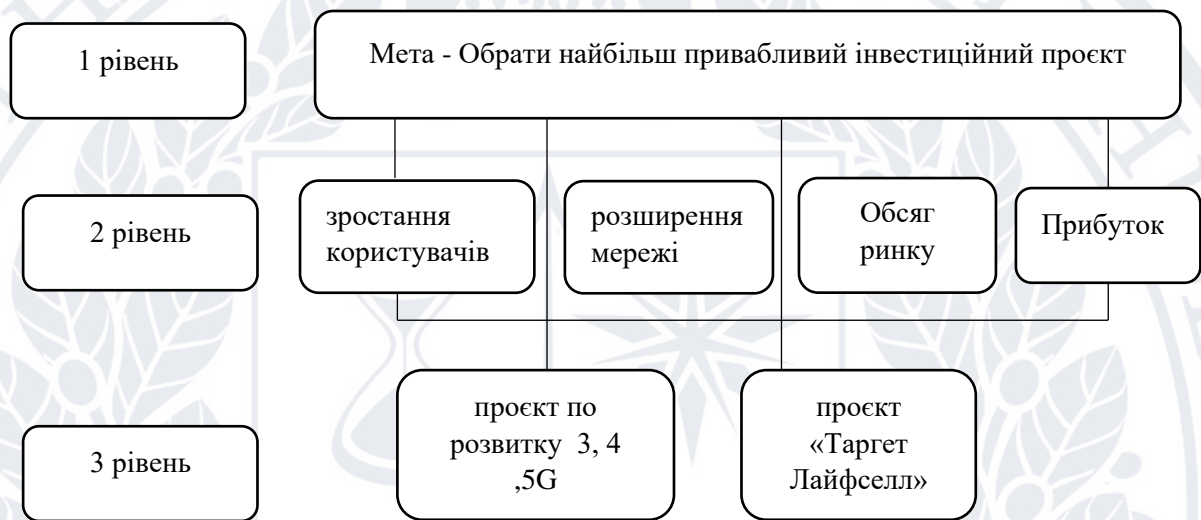 1 рівень
Мета - Обрати найбільш привабливий інвестиційний проєкт
2 рівень
зростання
користувачів
розширення
мережі
Обсяг
ринку
Прибуток
3 рівень
проєкт по
розвитку 3, 4
,5G
проєкт
«Таргет
Лайфселл»